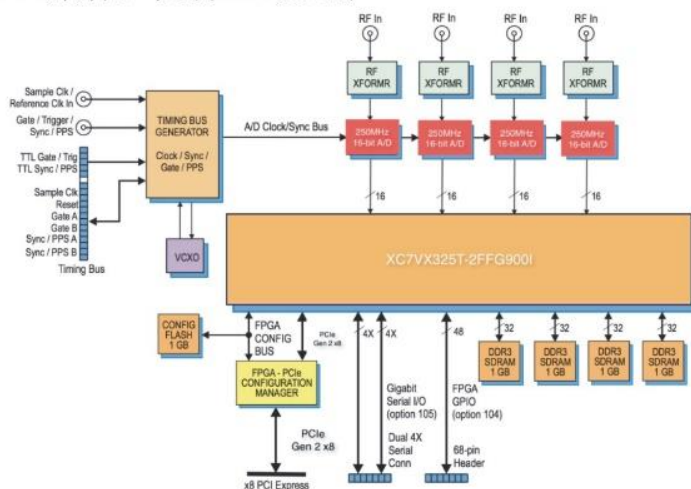 RF In
RF In
RF In
RF In
Sample Clk /
Reference Clk In
Gate / Trigger /
Sync / PPS
TTL Gate / Trig
TTL Sync / PPS
Sample Clk
Reset
Gate A
Gate B
Sync / PPS A
Sync / PPS B
Timing Bus
TIMING BUS
GENERATOR
Clock / Sync /
Gate / PPS
VCXO
A/D Clock/Sync Bus
RF
XFORMR
RF
XFORMR
RF
XFORMR
RF
XFORMR
250MHz
16-bit A/D
250MHz
16-bit A/D
250MHz
16-bit A/D
250MHz
16-bit A/D
16
16
16
16
XC7VX325T-2FFG900I
CONFIG
FLASH
1 GB
FPGA
CONFIG
BUS
PCIe
Gen 2 x8
FPGA - PCIe
CONFIGURATION
MANAGER
PCIe
Gen 2 x8
x8 PCI Express
4X
4X
Gigabit
Serial I/O
(option 105)
Dual 4X
Serial
Conn
48
FPGA
GPIO
(option 104)
68-pin
Header
32
32
32
32
DDR3
SDRAM
1 GB
DDR3
SDRAM
1 GB
DDR3
SDRAM
1 GB
DDR3
SDRAM
1 GB